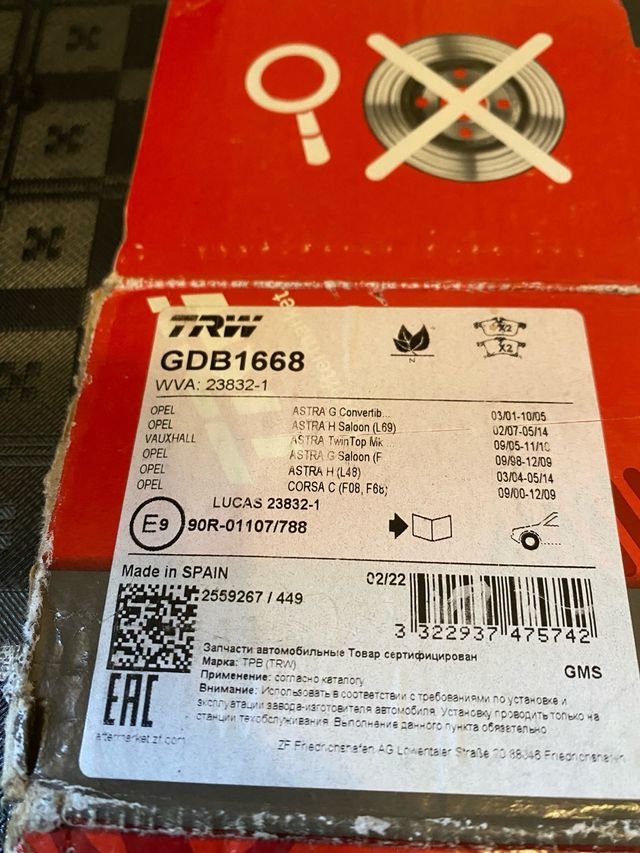 TRW
GDB1668
WVA: 23832-1
x2
x2
N
OPEL ASTRA G Convertib... 03/01-10/05
OPEL ASTRA H Saloon (L69) 02/07-05/14
VAUXHALL ASTRA TwinTop Mk... 09/05-11/10
OPEL ASTRA G Saloon (F 09/98-12/09
OPEL ASTRA H (L48) 03/04-05/14
OPEL CORSA C (F08, F68) 09/00-12/09
LUCAS 23832-1
E9 90R-01107/788
Made in SPAIN 02/22
2559267 / 449
3 322937 475742
GMS
Запчасти автомобильные Товар сертифицирован
Марка: ТРВ (TRW)
Применение: согласно каталогу
Внимание: Использовать в соответствии с требованиями по установке и
эксплуатации завода-изготовителя автомобиля. Установку проводить только на
станции техобслуживания. Выполнение данного пункта обязательно
EAC
aftermarket.zf.com
ZF Friedrichshafen AG Löwentaler Straße 20 88046 Friedrichshafen